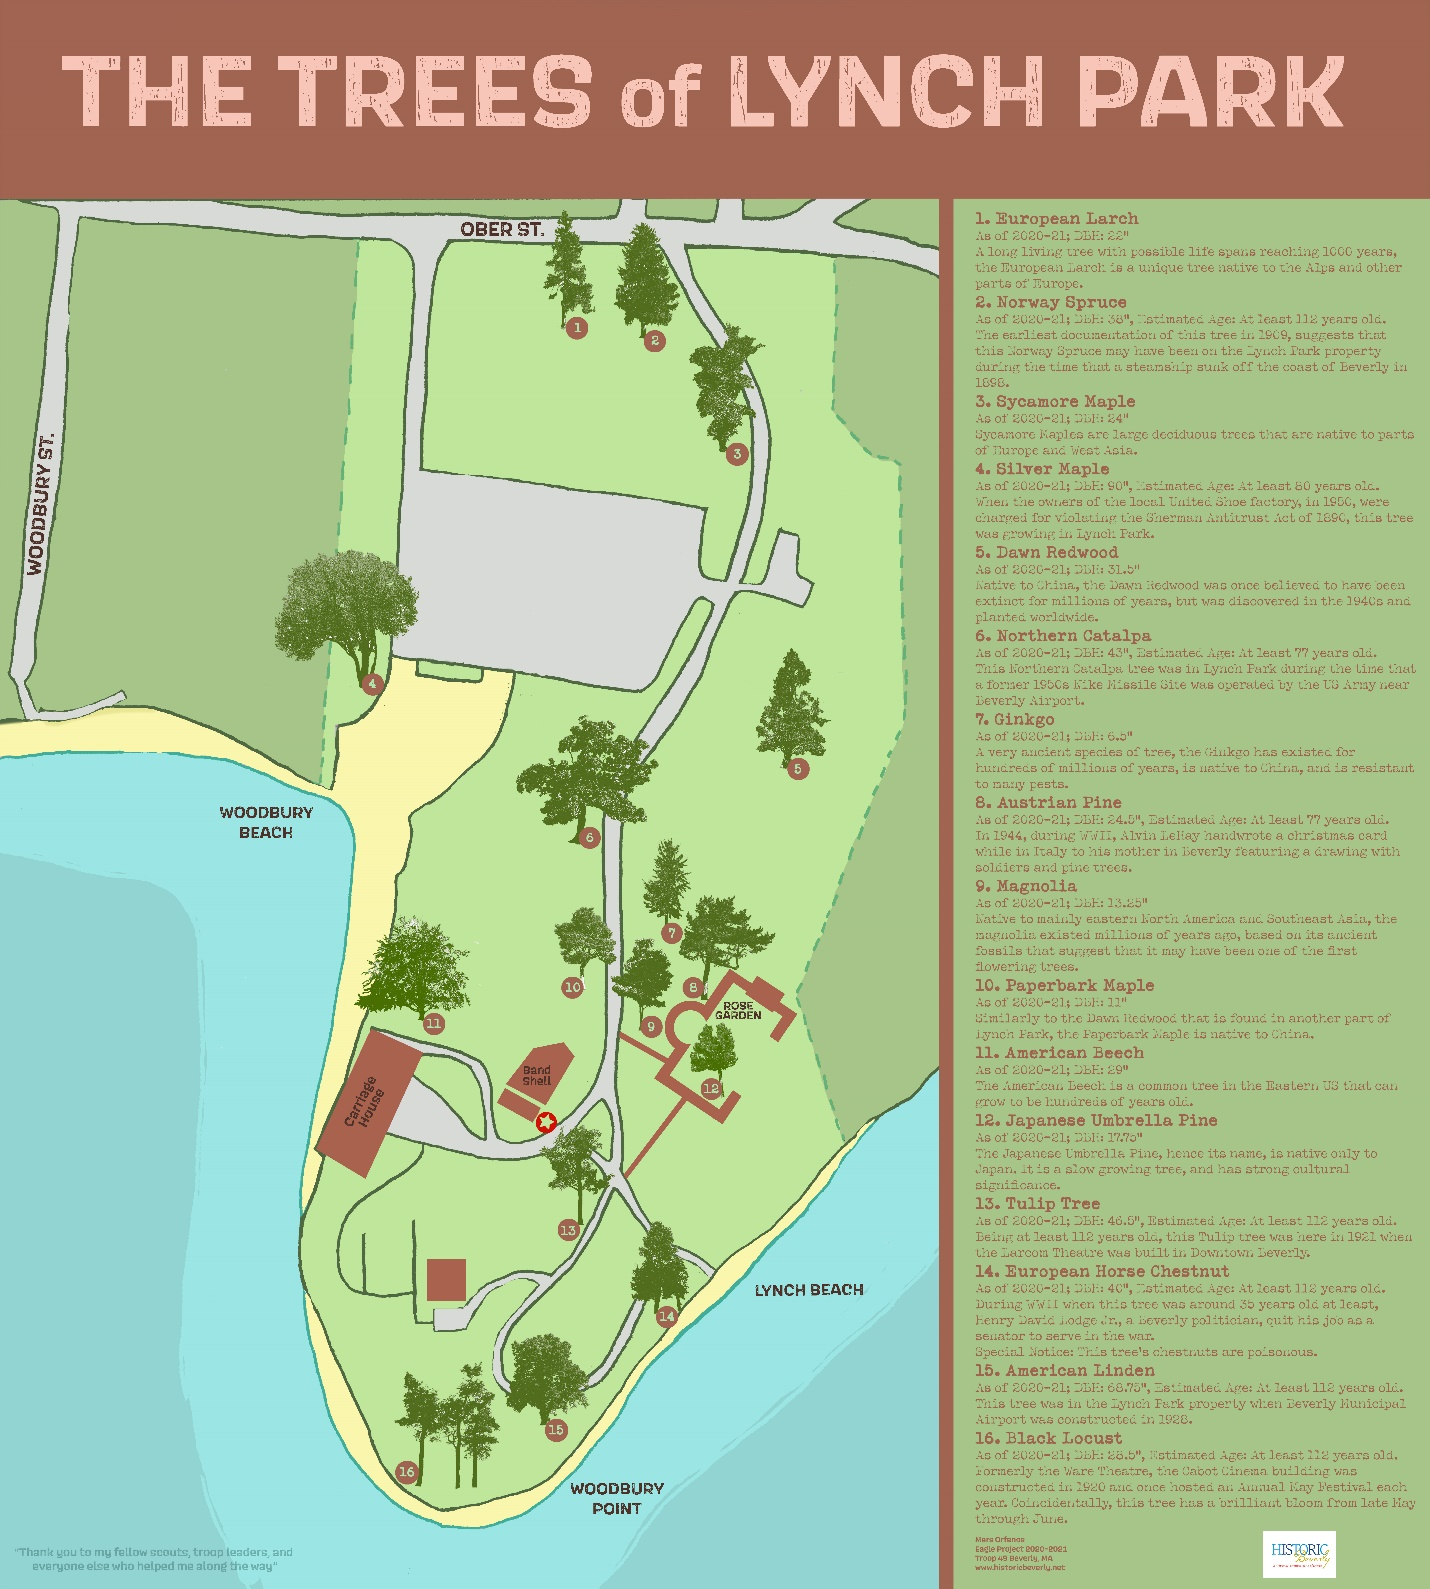 THE TREES of LYNCH PARK
OBER ST.
WOODBURY ST.
1
2
3
4
5
6
7
8
9
10
11
12
13
14
15
16
WOODBURY
BEACH
ROSE
GARDEN
Band
Shell
Carriage
House
LYNCH BEACH
WOODBURY
POINT
"Thank you to my fellow scouts, troop leaders, and
everyone else who helped me along the way"
1. European Larch
As of 2020-21; DBH: 22"
A long living tree with possible life spans reaching 1000 years,
the European Larch is a unique tree native to the Alps and other
parts of Europe.
2. Norway Spruce
As of 2020-21; DBH: 38", Estimated Age: At least 112 years old.
The earliest documentation of this tree in 1909, suggests that
this Norway Spruce may have been on the Lynch Park property
during the time that a steamship sunk off the coast of Beverly in
1898.
3. Sycamore Maple
As of 2020-21; DBH: 24"
Sycamore Maples are large deciduous trees that are native to parts
of Europe and West Asia.
4. Silver Maple
As of 2020-21; DBH: 90", Estimated Age: At least 80 years old.
When the owners of the local United Shoe factory, in 1950, were
charged for violating the Sherman Antitrust Act of 1890, this tree
was growing in Lynch Park.
5. Dawn Redwood
As of 2020-21; DBH: 31.5"
Native to China, the Dawn Redwood was once believed to have been
extinct for millions of years, but was discovered in the 1940s and
planted worldwide.
6. Northern Catalpa
As of 2020-21; DBH: 43", Estimated Age: At least 77 years old.
This Northern Catalpa tree was in Lynch Park during the time that
a former 1950s Nike Missile Site was operated by the US Army near
Beverly Airport.
7. Ginkgo
As of 2020-21; DBH: 6.5"
A very ancient species of tree, the Ginkgo has existed for
hundreds of millions of years, is native to China, and is resistant
to many pests.
8. Austrian Pine
As of 2020-21; DBH: 24.5", Estimated Age: At least 77 years old.
In 1944, during WWII, Alvin LeHay handwrote a christmas card
while in Italy to his mother in Beverly featuring a drawing with
soldiers and pine trees.
9. Magnolia
As of 2020-21; DBH: 13.25"
Native to mainly eastern North America and Southeast Asia, the
magnolia existed millions of years ago, based on its ancient
fossils that suggest that it may have been one of the first
flowering trees.
10. Paperbark Maple
As of 2020-21; DBH: 11"
Similarly to the Dawn Redwood that is found in another part of
Lynch Park, the Paperbark Maple is native to China.
11. American Beech
As of 2020-21; DBH: 29"
The American Beech is a common tree in the Eastern US that can
grow to be hundreds of years old.
12. Japanese Umbrella Pine
As of 2020-21; DBH: 17.75"
The Japanese Umbrella Pine, hence its name, is native only to
Japan. It is a slow growing tree, and has strong cultural
significance.
13. Tulip Tree
As of 2020-21; DBH: 46.5", Estimated Age: At least 112 years old.
Being at least 112 years old, this Tulip tree was here in 1921 when
the Larcom Theatre was built in Downtown Beverly.
14. European Horse Chestnut
As of 2020-21; DBH: 40", Estimated Age: At least 112 years old.
During WWII when this tree was around 35 years old at least,
Henry David Lodge Jr., a Beverly politician, quit his job as a
senator to serve in the war.
Special Notice: This tree's chestnuts are poisonous.
15. American Linden
As of 2020-21; DBH: 68.75", Estimated Age: At least 112 years old.
This tree was in the Lynch Park property when Beverly Municipal
Airport was constructed in 1928.
16. Black Locust
As of 2020-21; DBH: 28.5", Estimated Age: At least 112 years old.
Formerly the Ware Theatre, the Cabot Cinema building was
constructed in 1920 and once hosted an Annual May Festival each
year. Coincidentally, this tree has a brilliant bloom from late May
through June.
Marc Orfanos
Eagle Project 2020-2021
Troop 49 Beverly, MA
www.historicbeverly.net
HISTORIC
Beverly